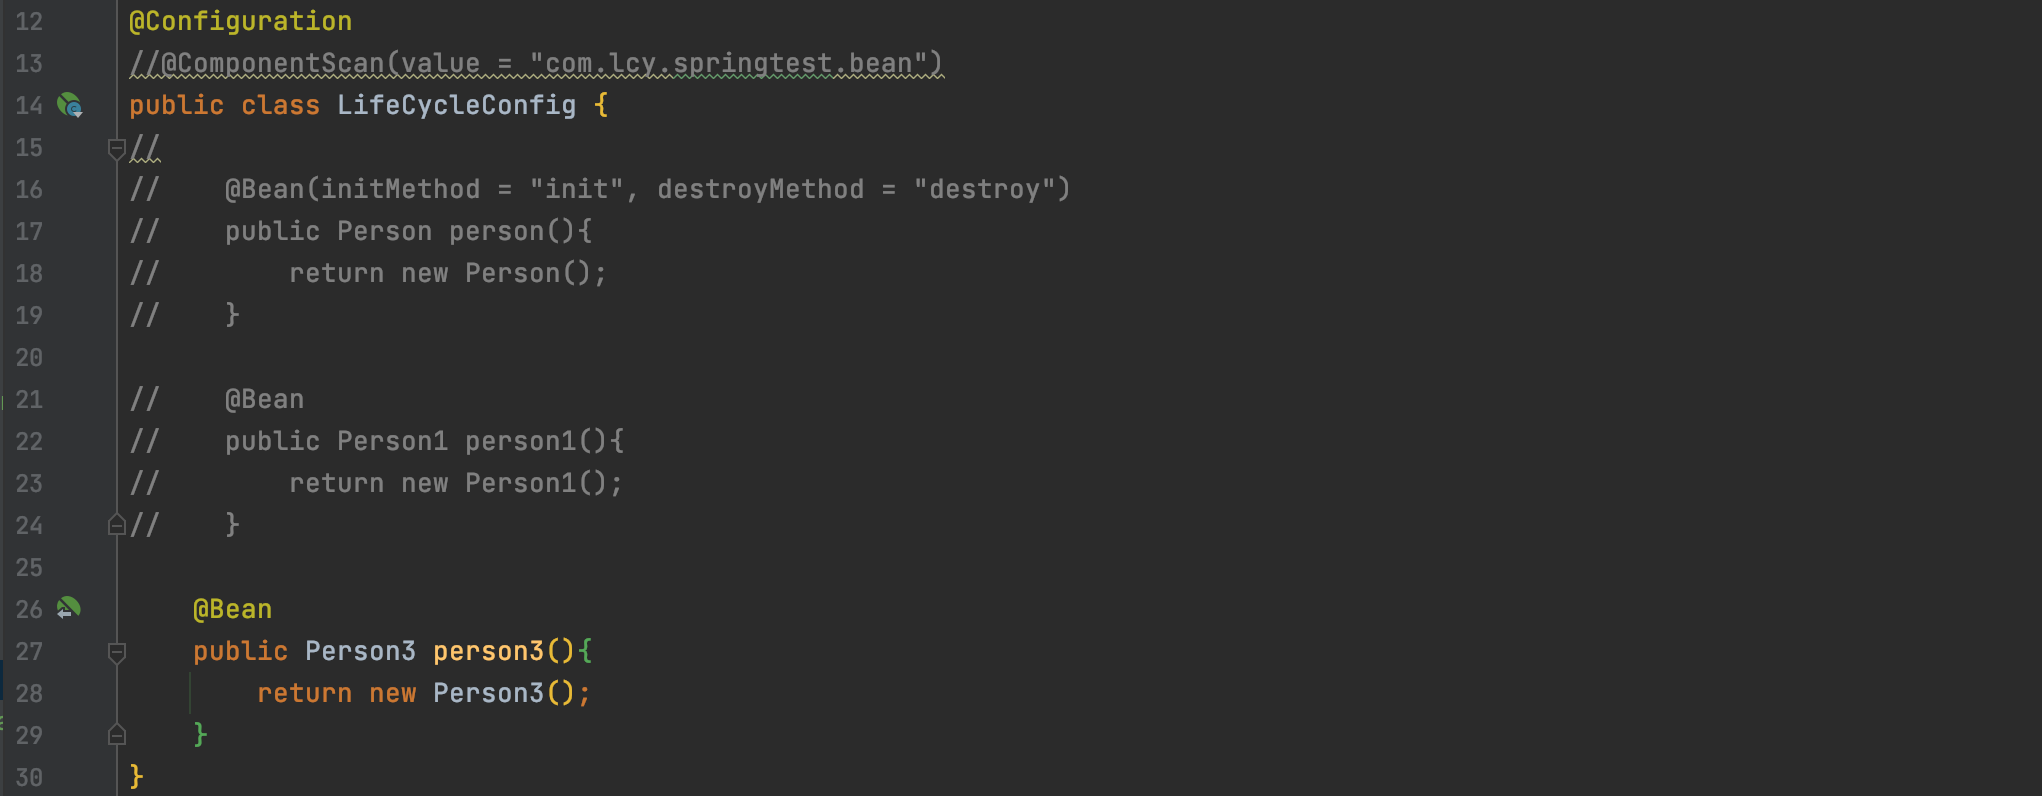 12 @Configuration
13 //@ComponentScan(value = "com.lcy.springtest.bean")
14 public class LifeCycleConfig {
15 //
16 //    @Bean(initMethod = "init", destroyMethod = "destroy")
17 //    public Person person(){
18 //        return new Person();
19 //    }
20
21 //    @Bean
22 //    public Person1 person1(){
23 //        return new Person1();
24 //    }
25
26     @Bean
27     public Person3 person3(){
28         return new Person3();
29     }
30 }